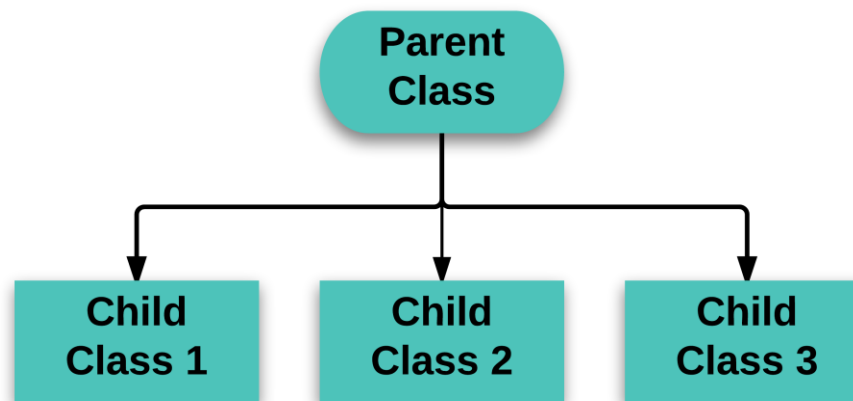 Parent
Class
Child
Class 1
Child
Class 2
Child
Class 3